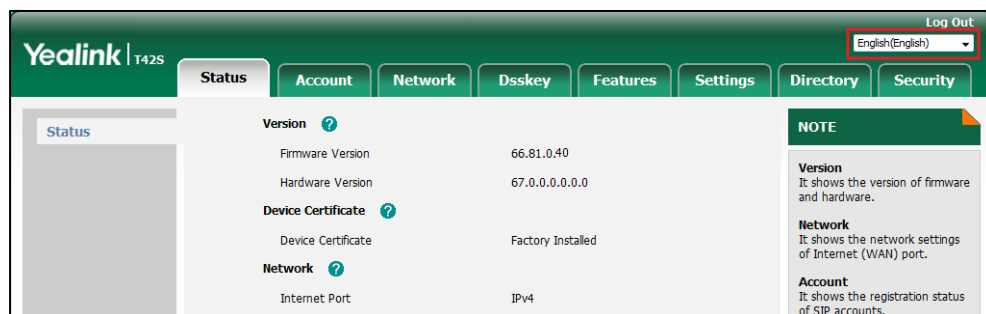 Log Out
Yealink | T42S
English(English)
Status Account Network Dsskey Features Settings Directory Security
Status
Version ?
Firmware Version 66.81.0.40
Hardware Version 67.0.0.0.0.0.0
Device Certificate ?
Device Certificate Factory Installed
Network ?
Internet Port IPv4
NOTE
Version
It shows the version of firmware
and hardware.
Network
It shows the network settings
of Internet (WAN) port.
Account
It shows the registration status
of SIP accounts.